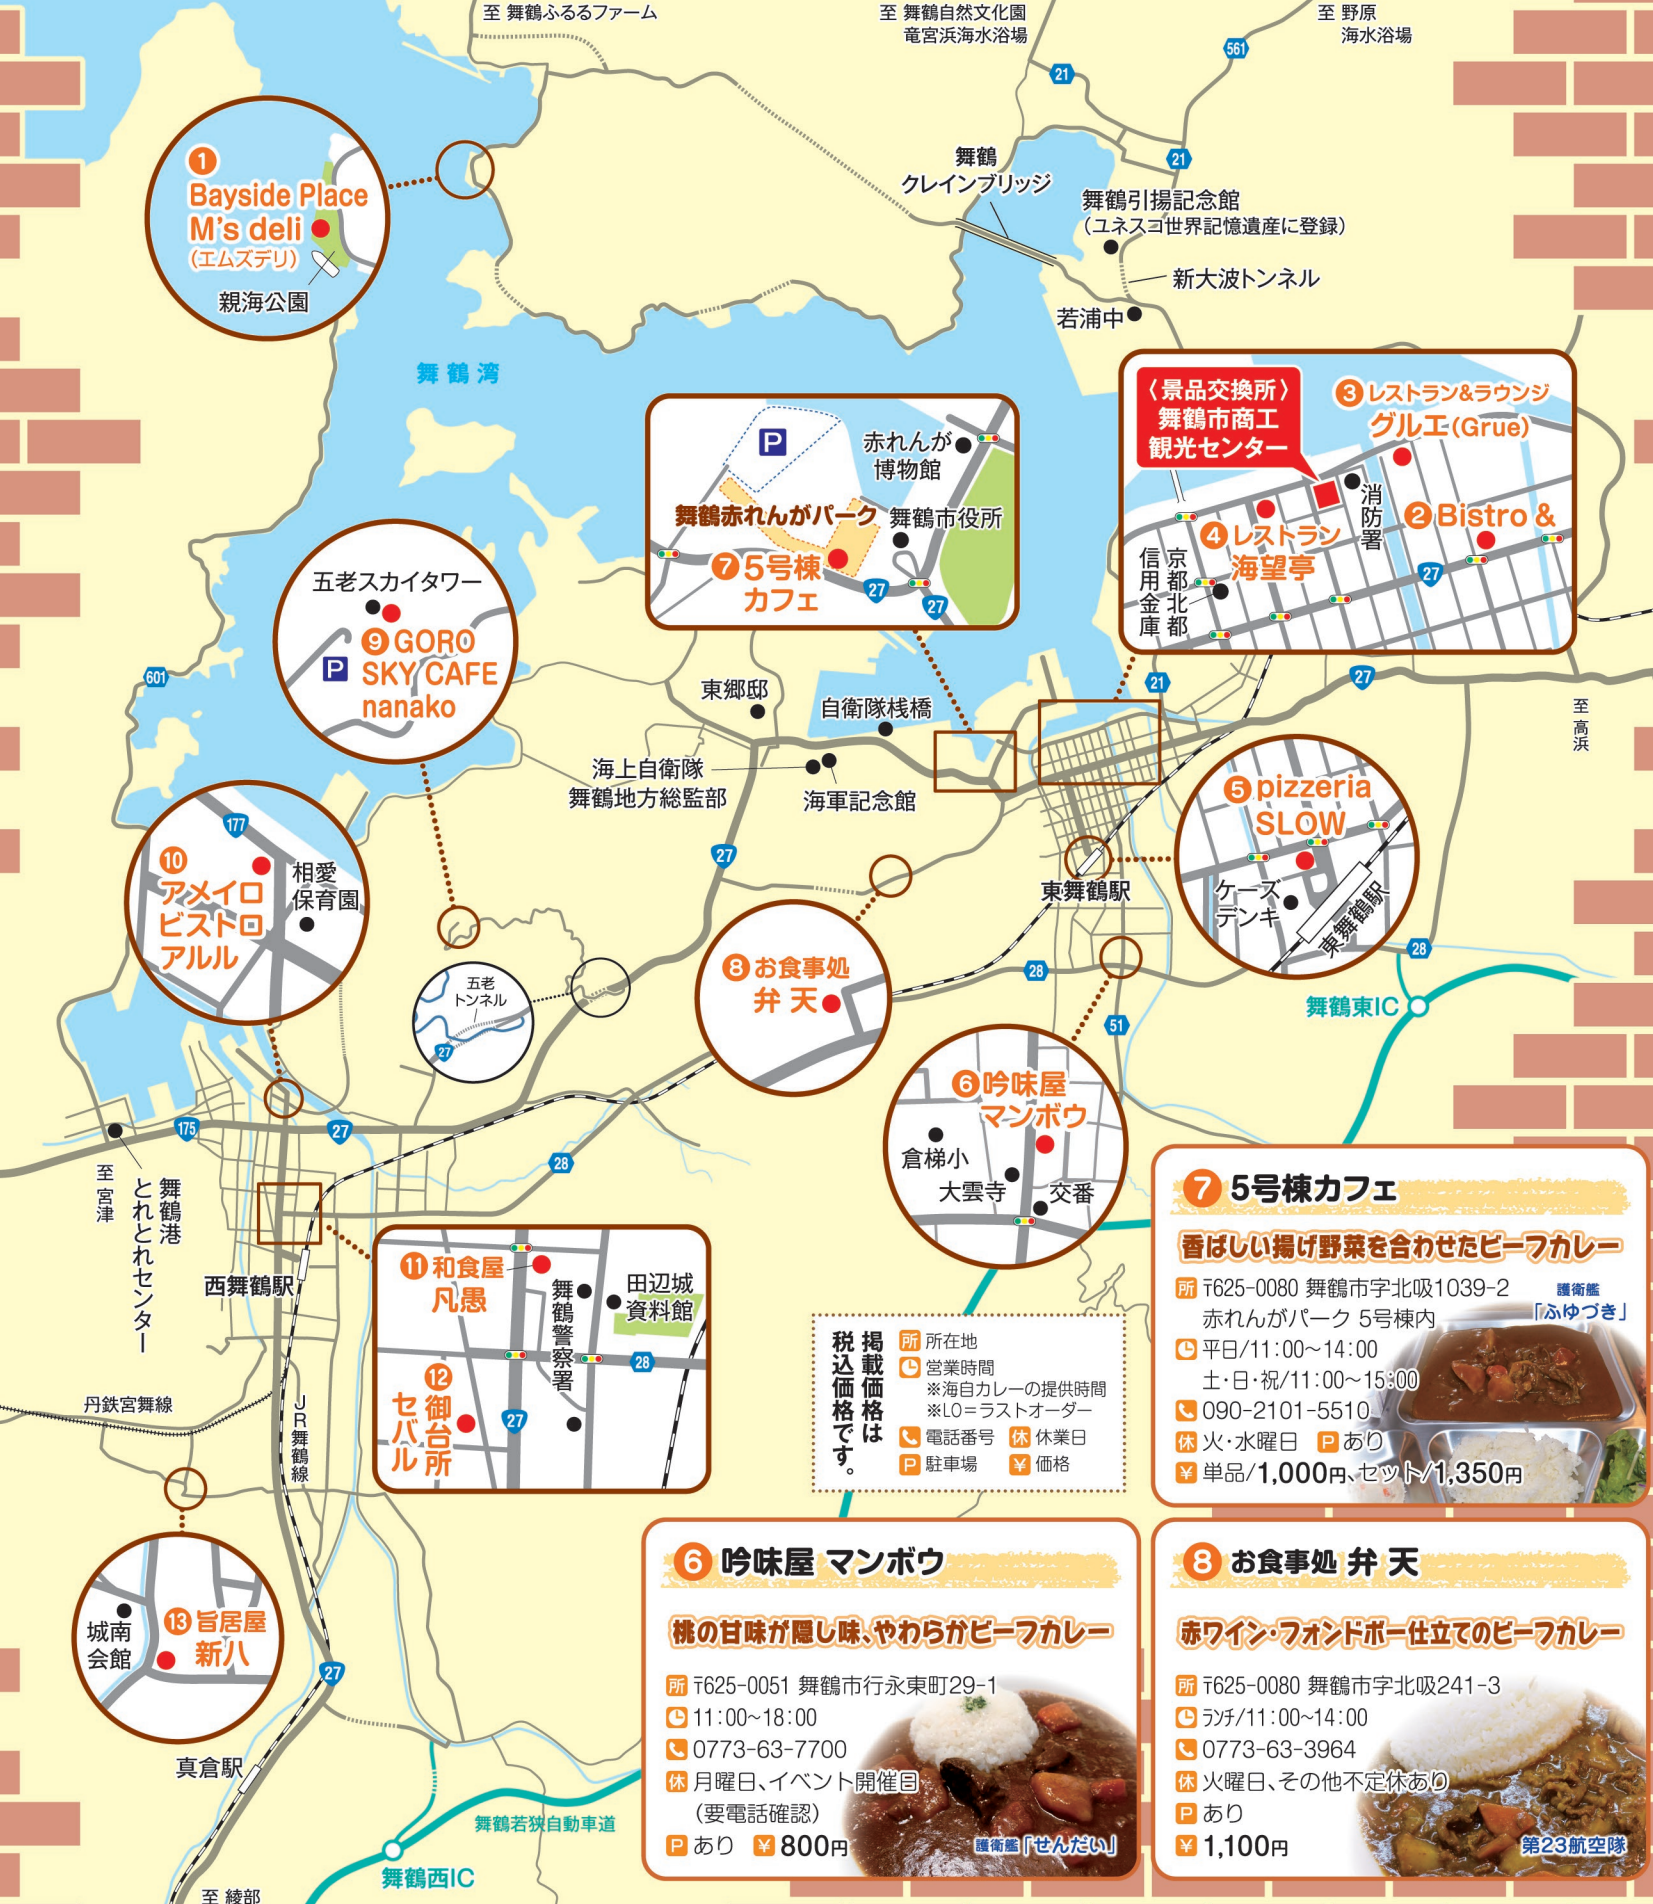 至 舞鶴ふるるファーム
至 舞鶴自然文化園
竜宮浜海水浴場
至 野原
海水浴場
561
21
21
舞鶴
クレインブリッジ
舞鶴引揚記念館
(ユネスコ世界記憶遺産に登録)
新大波トンネル
若浦中
1
Bayside Place
M's deli
(エムズデリ)
親海公園
舞鶴湾
P
赤れんが
博物館
舞鶴赤れんがパーク
舞鶴市役所
7 5号棟
カフェ
27
27
〈景品交換所〉
舞鶴市商工
観光センター
3 レストラン&ラウンジ
グルエ(Grue)
消防署
2 Bistro &
4 レストラン
海望亭
京都北都
信用金庫
27
五老スカイタワー
9 GORO
SKY CAFE
nanako
P
601
東郷邸
自衛隊桟橋
海上自衛隊
舞鶴地方総監部
海軍記念館
21
27
至 高浜
27
5 pizzeria
SLOW
ケーズ
デンキ
東舞鶴駅
東舞鶴駅
177
10
アメイロ
ビストロ
アルル
相愛
保育園
五老
トンネル
27
8 お食事処
弁天
28
28
舞鶴東IC
51
6 吟味屋
マンボウ
倉梯小
大雲寺
交番
175
27
28
至 宮津
舞鶴港
とれとれセンター
西舞鶴駅
11 和食屋
凡愚
舞鶴警察署
田辺城
資料館
28
12 御台所
セバル
27
丹鉄宮舞線
JR舞鶴線
13 旨居屋
新八
城南
会館
27
真倉駅
舞鶴若狭自動車道
舞鶴西IC
至 綾部
掲載価格は
税込価格です。
所 所在地
営業時間
※海自カレーの提供時間
※LO=ラストオーダー
電話番号 休 休業日
P 駐車場 ¥ 価格
7 5号棟カフェ
香ばしい揚げ野菜を合わせたビーフカレー
所 〒625-0080 舞鶴市字北吸1039-2
赤れんがパーク 5号棟内
平日/11:00~14:00
土・日・祝/11:00~15:00
090-2101-5510
休 火・水曜日 P あり
¥ 単品/1,000円、セット/1,350円
護衛艦
「ふゆづき」
6 吟味屋 マンボウ
桃の甘味が隠し味、やわらかビーフカレー
所 〒625-0051 舞鶴市行永東町29-1
11:00~18:00
0773-63-7700
休 月曜日、イベント開催日
(要電話確認)
P あり ¥ 800円
護衛艦「せんだい」
8 お食事処 弁天
赤ワイン・フォンドボー仕立てのビーフカレー
所 〒625-0080 舞鶴市字北吸241-3
ランチ/11:00~14:00
0773-63-3964
休 火曜日、その他不定休あり
P あり
¥ 1,100円
第23航空隊